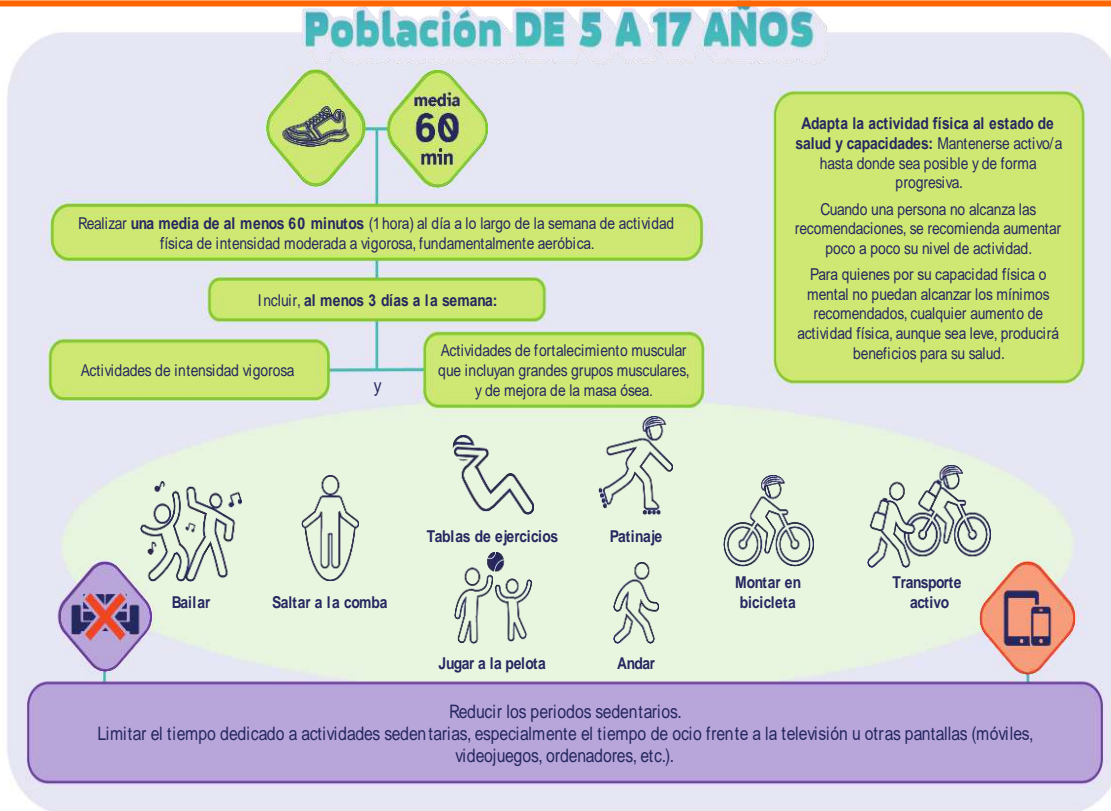 Población DE 5 A 17 AÑOS
media
60
min
Realizar una media de al menos 60 minutos (1 hora) al día a lo largo de la semana de actividad
física de intensidad moderada a vigorosa, fundamentalmente aeróbica.
Incluir, al menos 3 días a la semana:
Actividades de intensidad vigorosa
y
Actividades de fortalecimiento muscular
que incluyan grandes grupos musculares,
y de mejora de la masa ósea.
Adapta la actividad física al estado de
salud y capacidades: Mantenerse activo/a
hasta donde sea posible y de forma
progresiva.
Cuando una persona no alcanza las
recomendaciones, se recomienda aumentar
poco a poco su nivel de actividad.
Para quienes por su capacidad física o
mental no puedan alcanzar los mínimos
recomendados, cualquier aumento de
actividad física, aunque sea leve, producirá
beneficios para su salud.
Bailar
Saltar a la comba
Tablas de ejercicios
Patinaje
Jugar a la pelota
Andar
Montar en
bicicleta
Transporte
activo
Reducir los periodos sedentarios.
Limitar el tiempo dedicado a actividades sedentarias, especialmente el tiempo de ocio frente a la televisión u otras pantallas (móviles,
videojuegos, ordenadores, etc.).